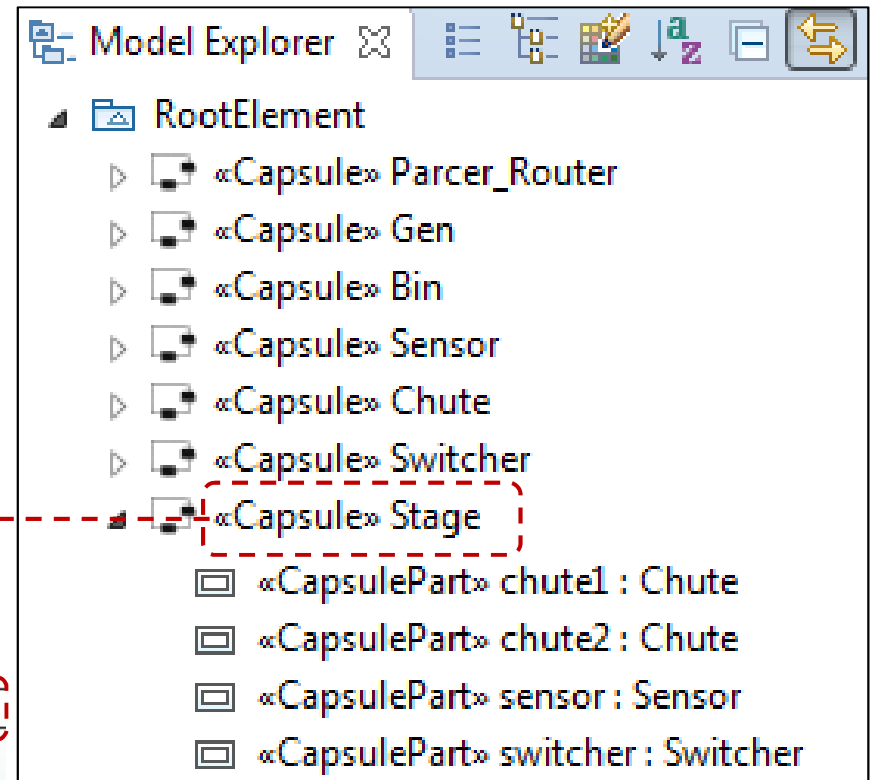 Model Explorer
RootElement
«Capsule» Parcer_Router
«Capsule» Gen
«Capsule» Bin
«Capsule» Sensor
«Capsule» Chute
«Capsule» Switcher
«Capsule» Stage
«CapsulePart» chute1 : Chute
«CapsulePart» chute2 : Chute
«CapsulePart» sensor : Sensor
«CapsulePart» switcher : Switcher